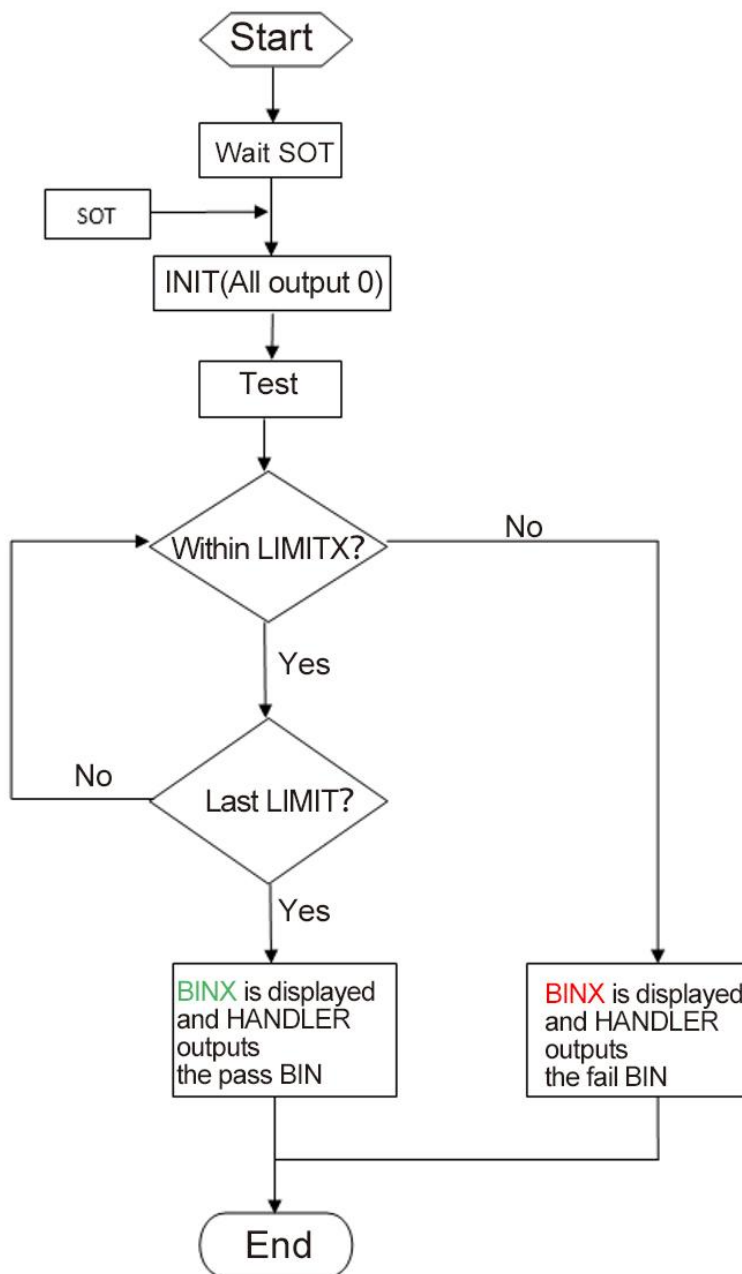 Start
Wait SOT
SOT
INIT(All output 0)
Test
Within LIMITX?
No
Yes
Last LIMIT?
No
Yes
BINX is displayed
and HANDLER
outputs
the pass BIN
BINX is displayed
and HANDLER
outputs
the fail BIN
End